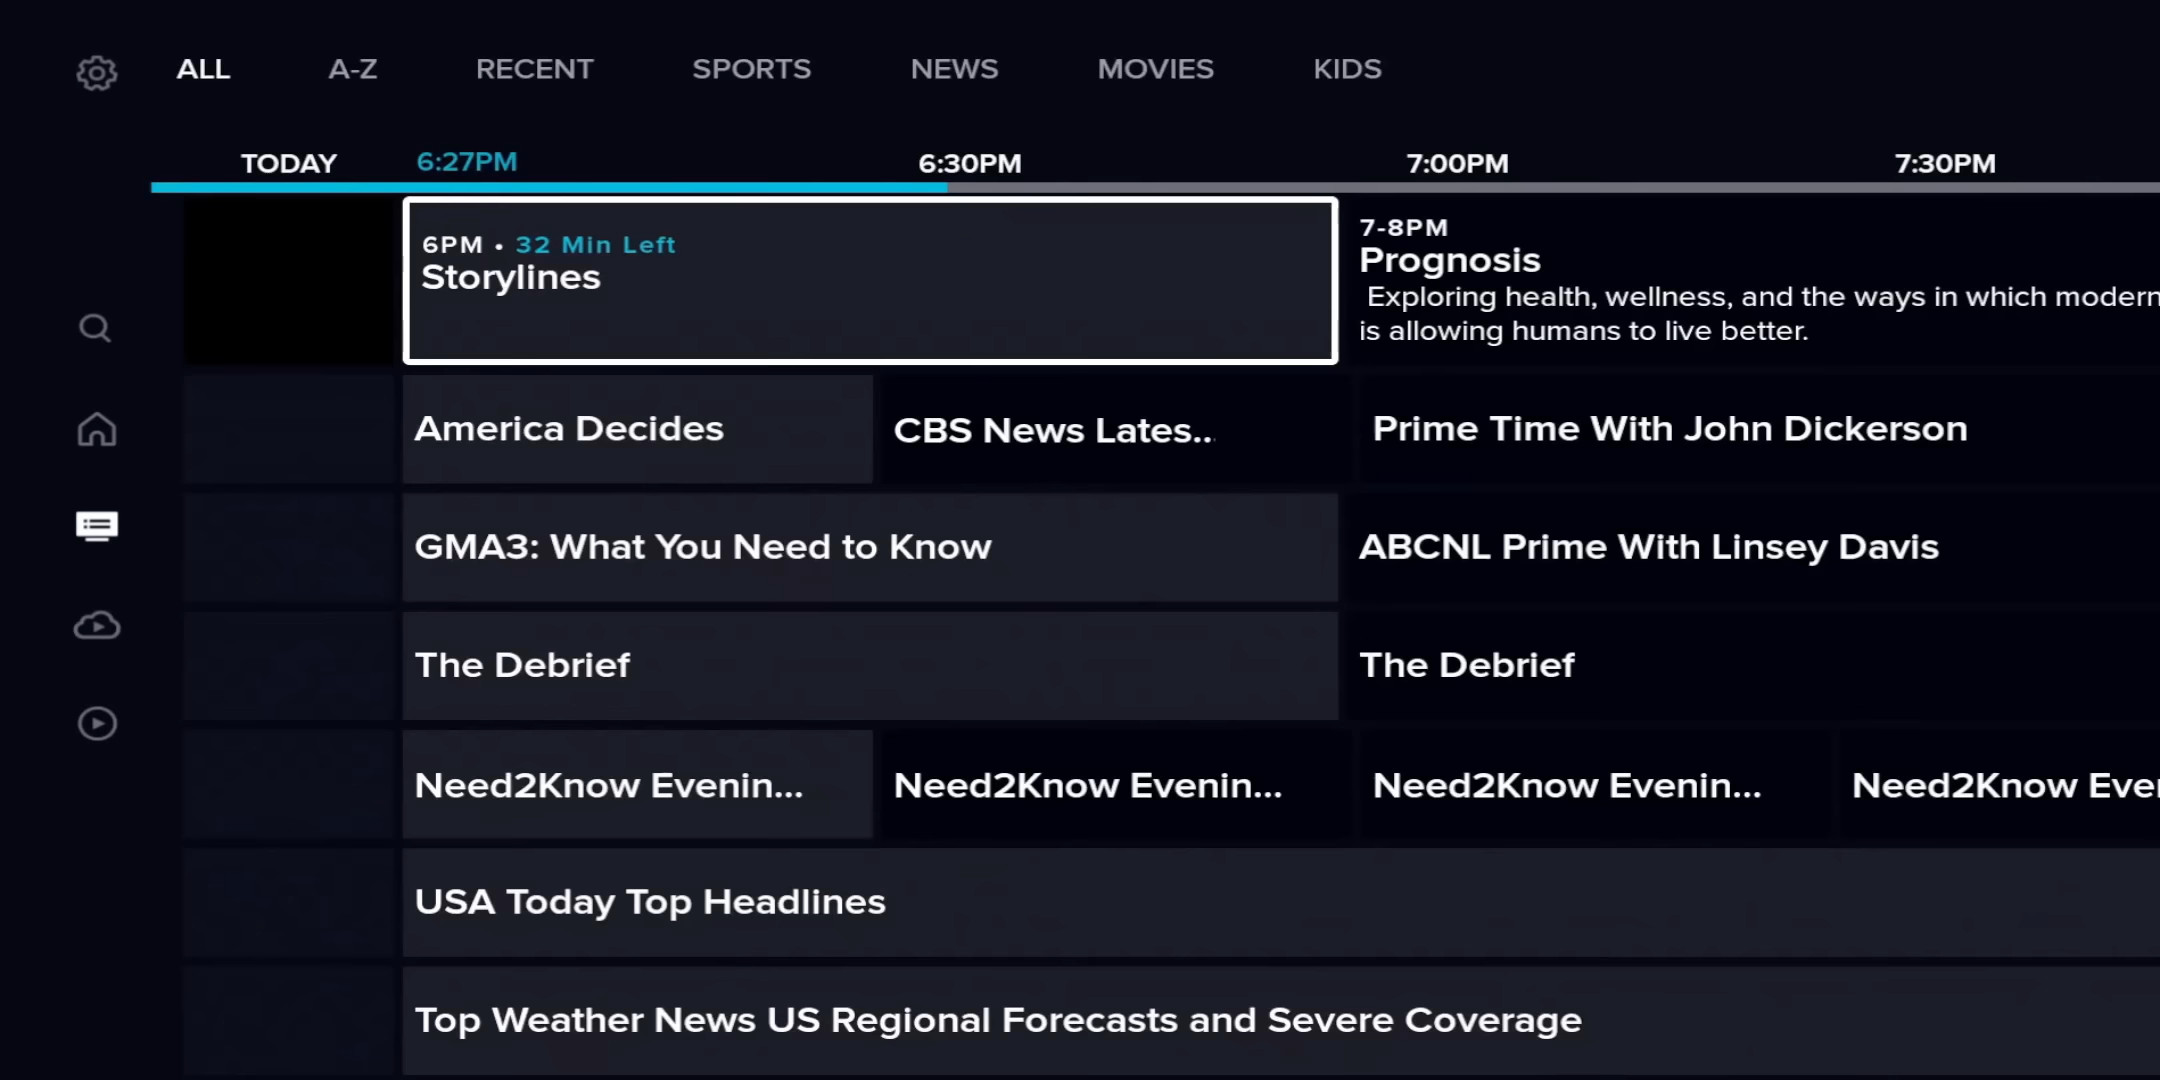 ALL A-Z RECENT SPORTS NEWS MOVIES KIDS
TODAY 6:27PM 6:30PM 7:00PM 7:30PM
6PM • 32 Min Left
Storylines
7-8PM
Prognosis
Exploring health, wellness, and the ways in which modern
is allowing humans to live better.
America Decides CBS News Lates.. Prime Time With John Dickerson
GMA3: What You Need to Know ABCNL Prime With Linsey Davis
The Debrief The Debrief
Need2Know Evenin... Need2Know Evenin... Need2Know Evenin... Need2Know Eve
USA Today Top Headlines
Top Weather News US Regional Forecasts and Severe Coverage